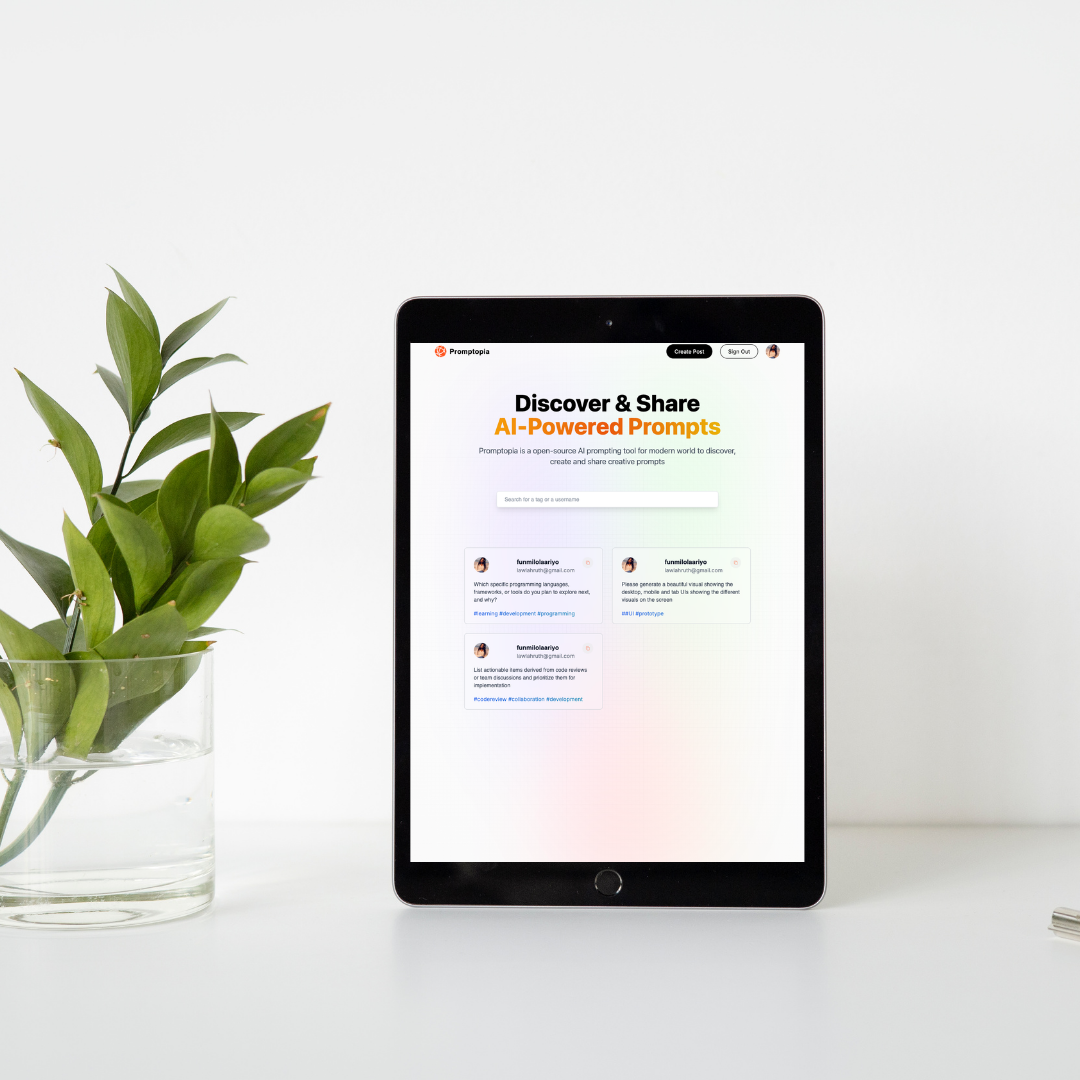 Promptopia
Create Post
Sign Out
Discover & Share
AI-Powered Prompts
Promptopia is a open-source AI prompting tool for modern world to discover,
create and share creative prompts
Search for a tag or a username
funmilolaariyo
lawiahruth@gmail.com
Which specific programming languages,
frameworks, or tools do you plan to explore next,
and why?
#learning #development #programming
funmilolaariyo
lawiahruth@gmail.com
Please generate a beautiful visual showing the
desktop, mobile and tab UIs showing the different
visuals on the screen
##UI #prototype
funmilolaariyo
lawiahruth@gmail.com
List actionable items derived from code reviews
or team discussions and prioritize them for
implementation
#codereview #collaboration #development